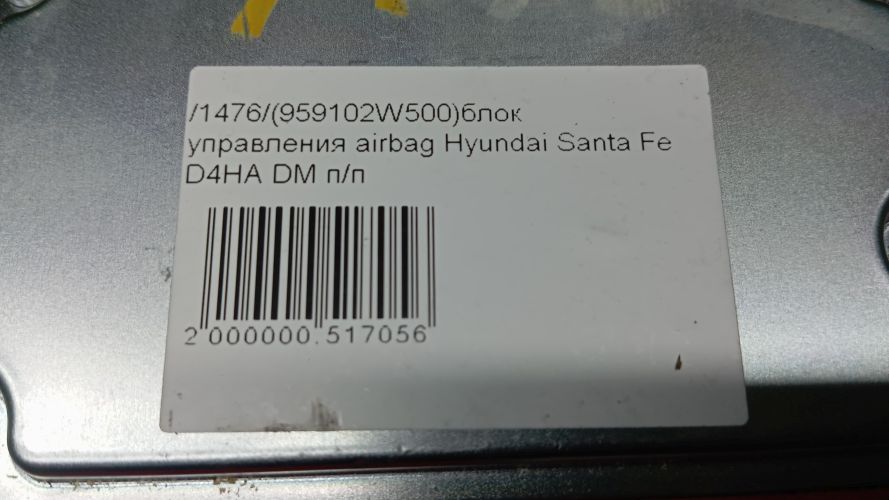 /1476/(959102W500)блок
управления airbag Hyundai Santa Fe
D4HA DM п/п
2 000000 517056